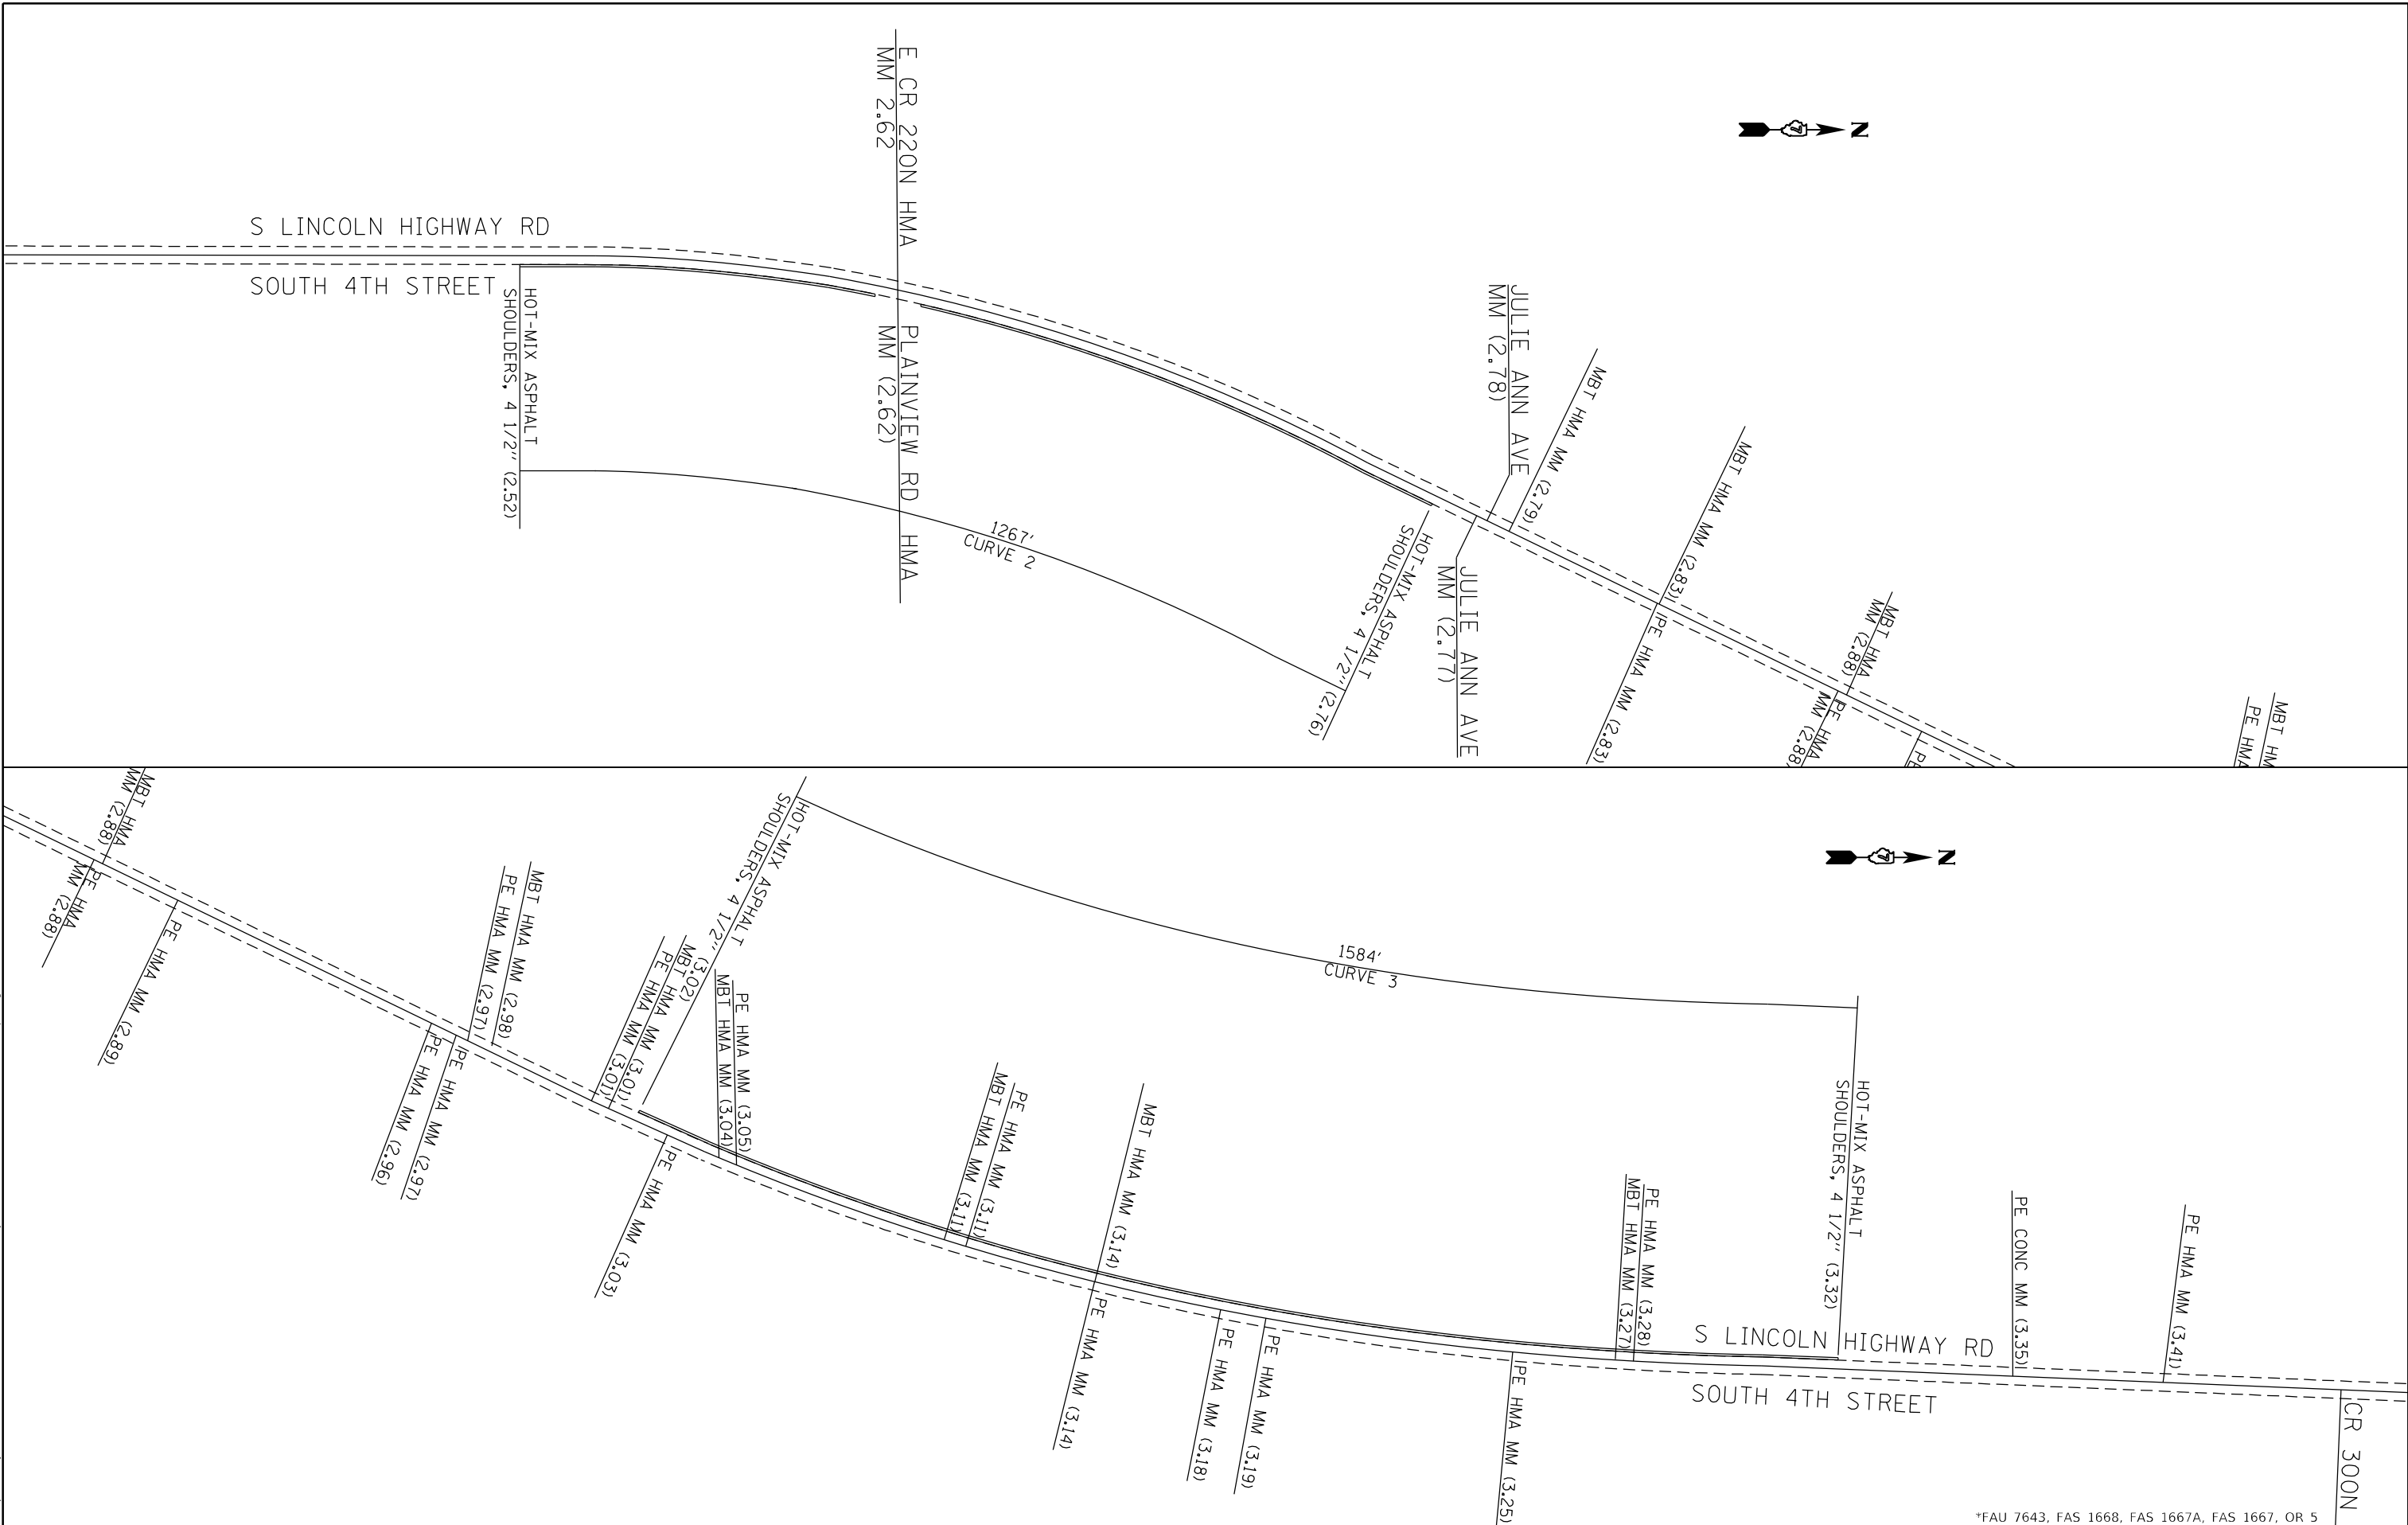 E CR 220N HMA
MM 2.62
N
S LINCOLN HIGHWAY RD
SOUTH 4TH STREET
HOT-MIX ASPHALT
SHOULDERS, 4 1/2" (2.52)
PLAINVIEW RD HMA
MM (2.62)
1267'
CURVE 2
HOT-MIX ASPHALT
SHOULDERS, 4 1/2" (2.76)
JULIE ANN AVE
MM (2.78)
JULIE ANN AVE
MM (2.77)
MBT HMA MM (2.79)
MBT HMA MM (2.83)
PE HMA MM (2.83)
MBT HMA
MM (2.88)
PE HMA
MM (2.88)
PE
MBT HM
PE HMA
MBT HMA
MM (2.88)
PE HMA
MM (2.88)
PE HMA MM (2.89)
MBT HMA MM (2.98)
PE HMA MM (2.97)
PE HMA MM (2.96)
PE HMA MM (2.97)
HOT-MIX ASPHALT
SHOULDERS, 4 1/2" (3.02)
MBT HMA MM (3.01)
PE HMA MM (3.01)
PE HMA MM (3.05)
MBT HMA MM (3.04)
PE HMA MM (3.03)
1584'
CURVE 3
N
PE HMA MM (3.11)
MBT HMA MM (3.11)
MBT HMA MM (3.14)
PE HMA MM (3.14)
PE HMA MM (3.18)
PE HMA MM (3.19)
PE HMA MM (3.25)
PE HMA MM (3.28)
MBT HMA MM (3.27)
HOT-MIX ASPHALT
SHOULDERS, 4 1/2" (3.32)
S LINCOLN HIGHWAY RD
SOUTH 4TH STREET
PE CONC MM (3.35)
PE HMA MM (3.41)
CR 300N
*FAU 7643, FAS 1668, FAS 1667A, FAS 1667, OR 5